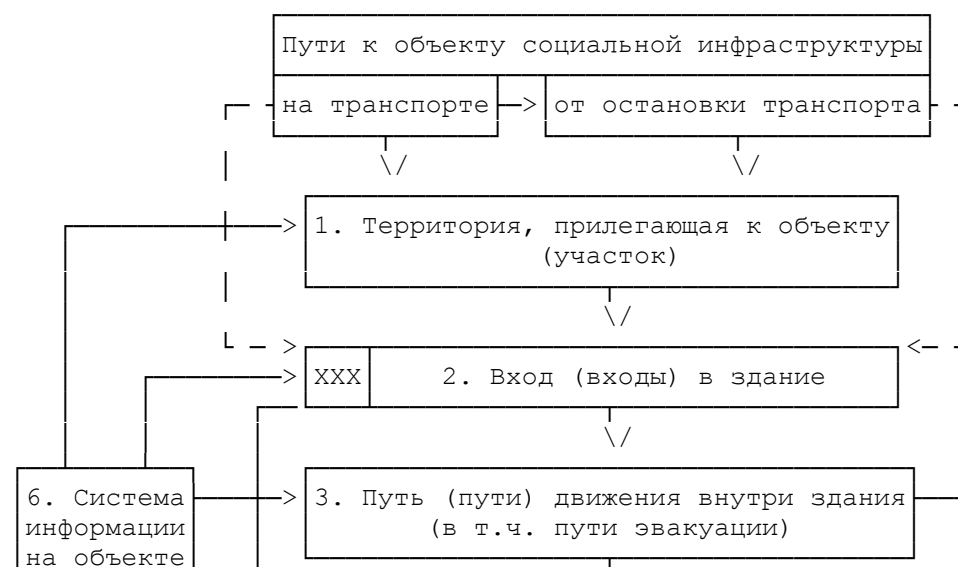 Пути к объекту социальной инфраструктуры
на транспорте
от остановки транспорта
1. Территория, прилегающая к объекту
(участок)
XXX
2. Вход (входы) в здание
3. Путь (пути) движения внутри здания
(в т.ч. пути эвакуации)
6. Система
информации
на объекте